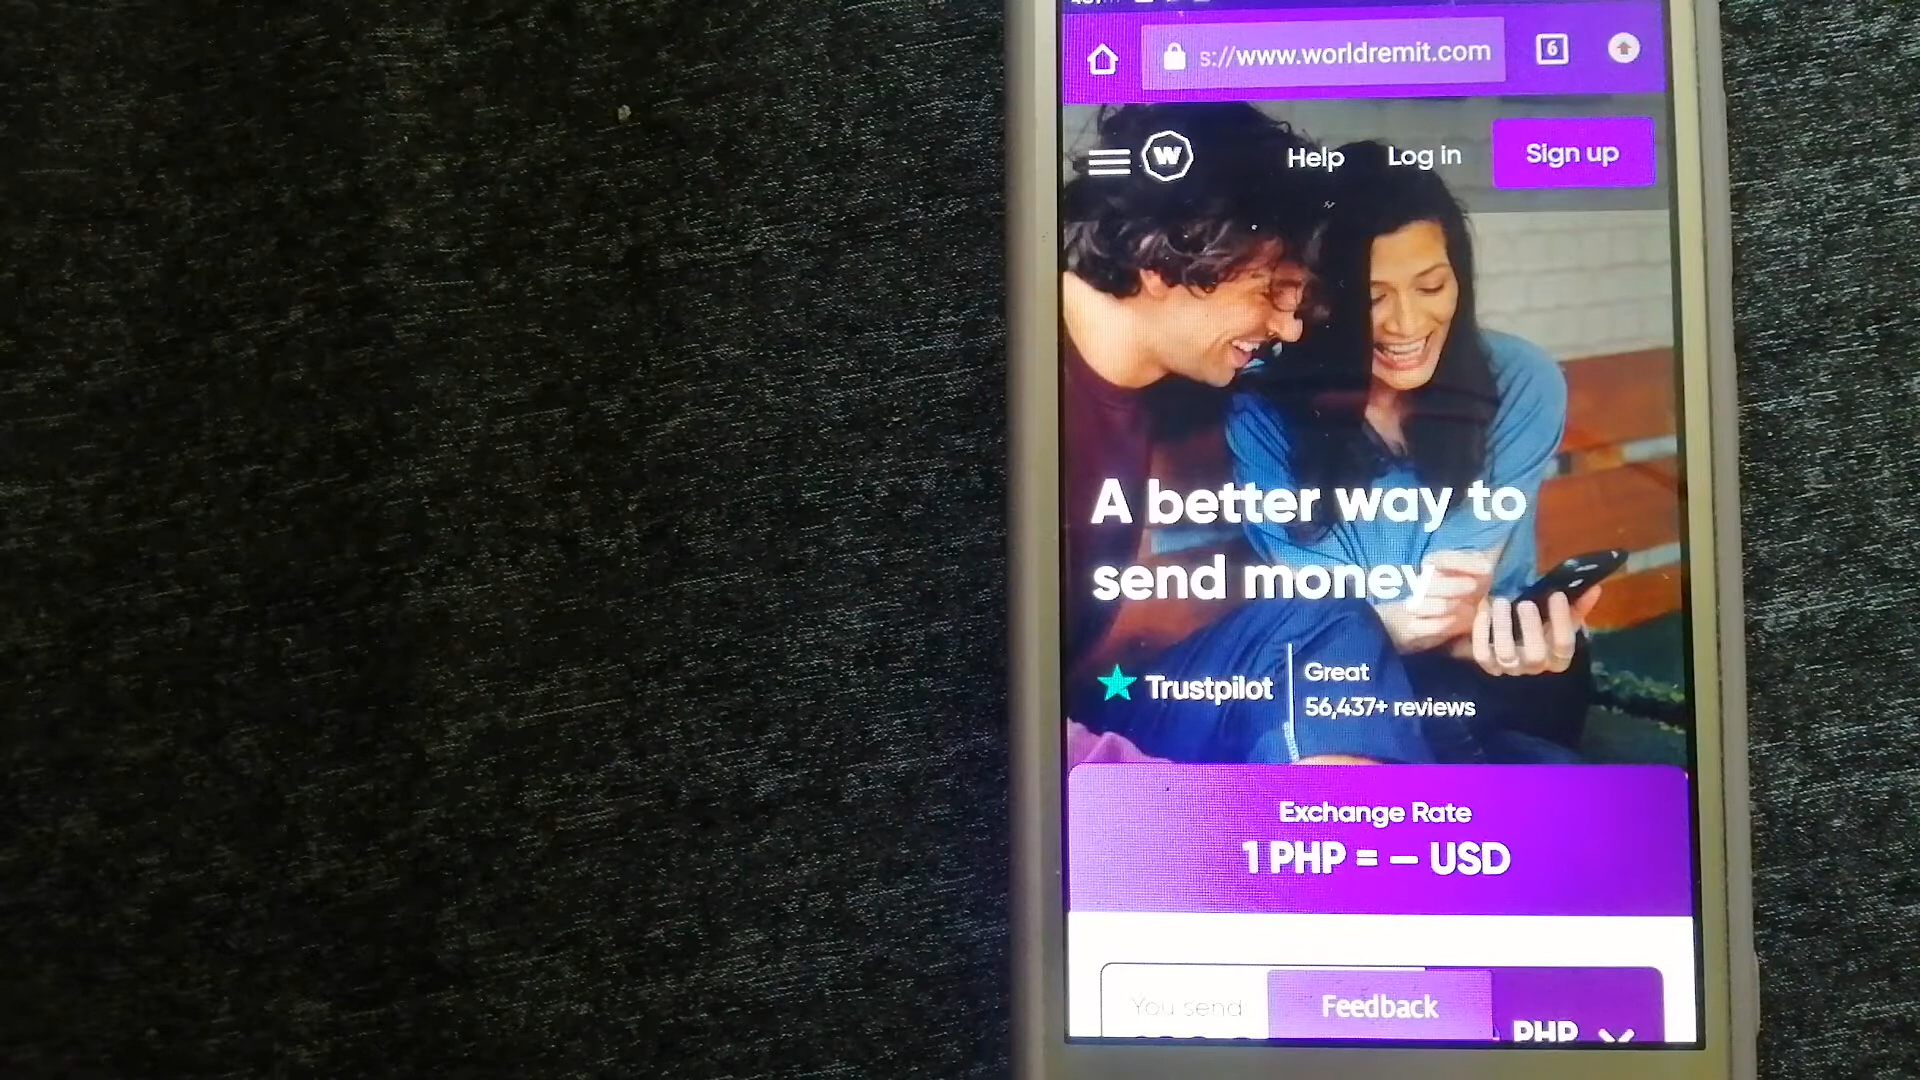 s://www.worldremit.com
6
W
Help
Log in
Sign up
A better way to
send money
Trustpilot
Great
56,437+ reviews
Exchange Rate
1 PHP = — USD
You send
Feedback
PHP